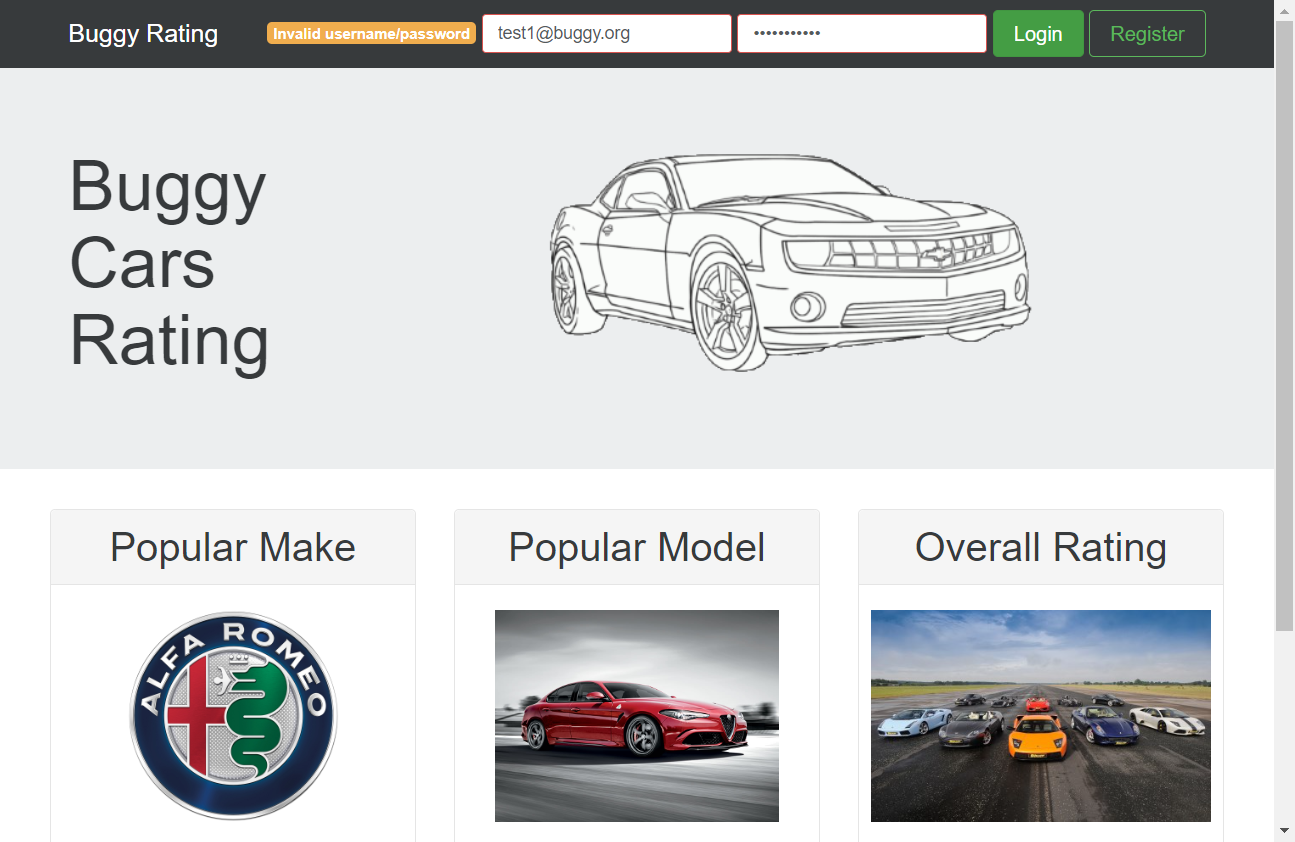 Buggy Rating
Invalid username/password
test1@buggy.org
•••••••••••
Login
Register
Buggy
Cars
Rating
Popular Make
Popular Model
Overall Rating
ALFA ROMEO